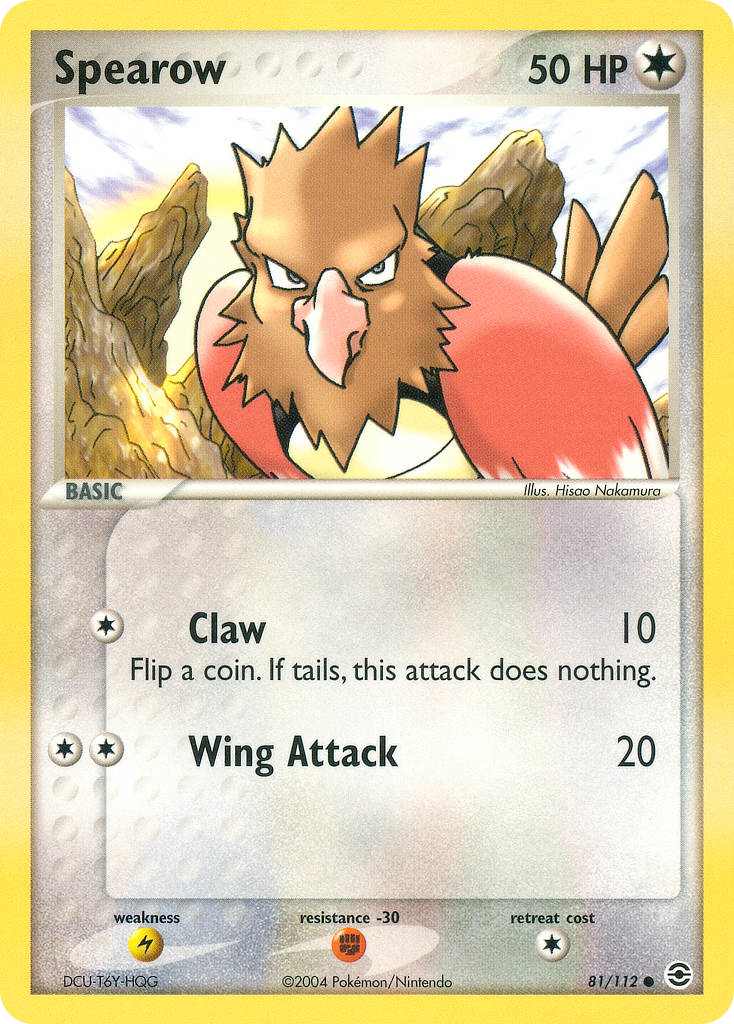 Spearow 50 HP
BASIC Illus. Hisao Nakamura
Claw 10
Flip a coin. If tails, this attack does nothing.
Wing Attack 20
weakness resistance -30 retreat cost
DCU-T6Y-HQG ©2004 Pokémon/Nintendo 81/112